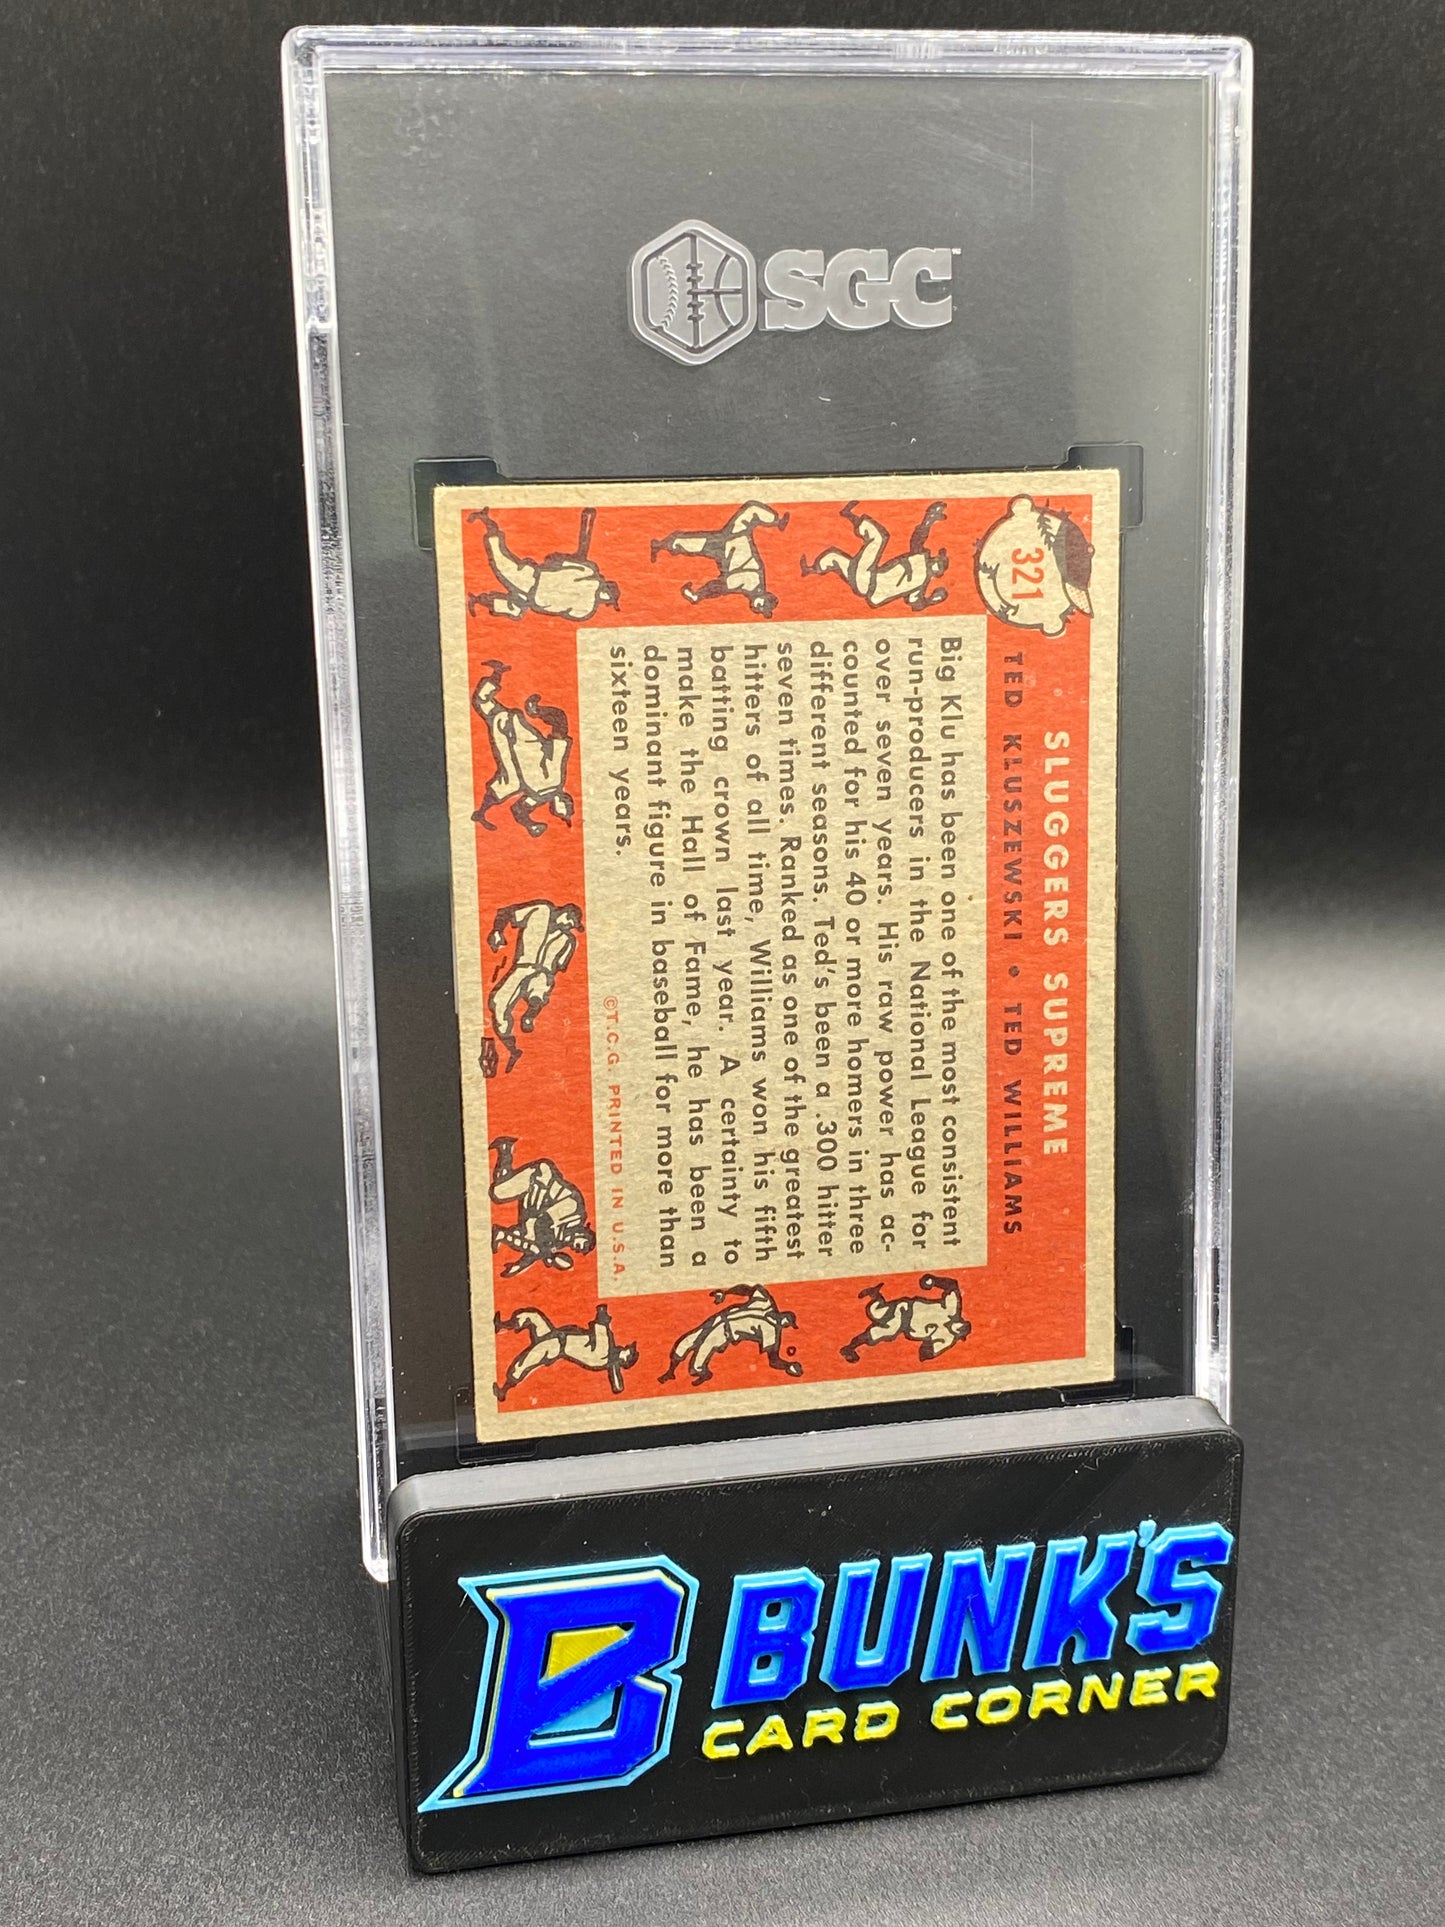 SGC
321
SLUGGERS SUPREME
TED KLUSZEWSKI • TED WILLIAMS
Big Klu has been one of the most consistent
run-producers in the National League for
over seven years. His raw power has ac-
counted for his 40 or more homers in three
different seasons. Ted's been a .300 hitter
seven times. Ranked as one of the greatest
hitters of all time, Williams won his fifth
batting crown last year. A certainty to
make the Hall of Fame, he has been a
dominant figure in baseball for more than
sixteen years.
©T.C.G. PRINTED IN U.S.A.
B
BUNK'S
CARD CORNER